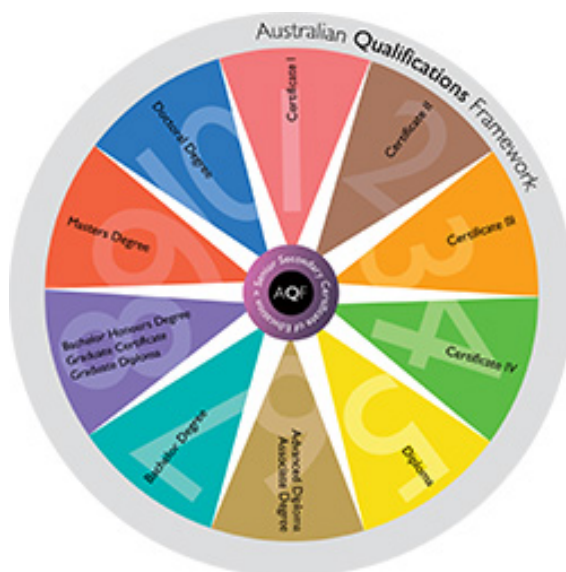 Australian Qualifications Framework
Certificate I
1
Certificate II
2
Certificate III
3
Certificate IV
4
Diploma
5
Advanced Diploma
Associate Degree
6
Bachelor Degree
7
Bachelor Honours Degree
Graduate Certificate
Graduate Diploma
8
Masters Degree
9
Doctoral Degree
10
Senior Secondary Certificate of Education
AQF